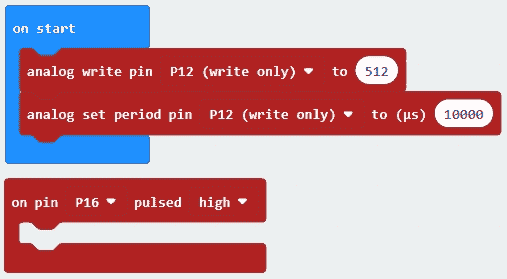 on start
analog write pin P12 (write only) to 512
analog set period pin P12 (write only) to (µs) 10000
on pin P16 pulsed high